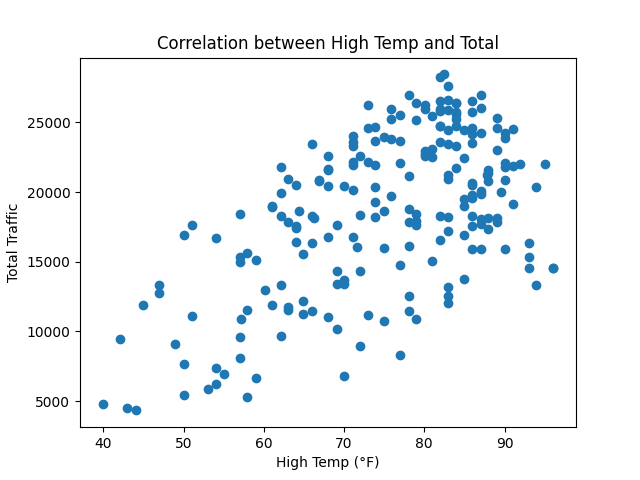 Correlation between High Temp and Total
Total Traffic
25000
20000
15000
10000
5000
40 50 60 70 80 90
High Temp (°F)